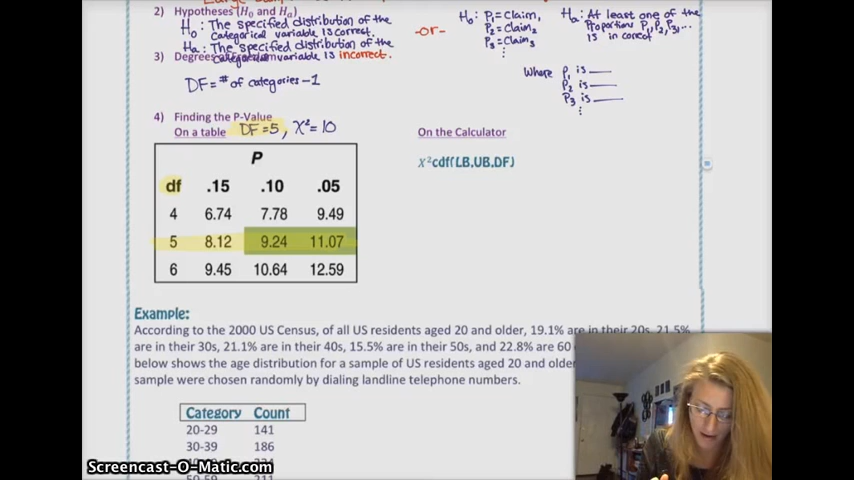 2) Hypotheses (H0 and Ha)
H0: The specified distribution of the
categorical variable is correct.
Ha: The specified distribution of the
categorical variable is incorrect.
-or-
H0: P1=Claim1
P2=Claim2
P3=Claim3
⋮
Ha: At least one of the
Proportions P1, P2, P3, ...
is in correct
Where P1 is
P2 is
P3 is
⋮
3) Degrees
DF= # of categories -1
4) Finding the P-Value
On a table DF=5, X²=10
On the Calculator
X²cdf(LB,UB,DF)
P
df .15 .10 .05
4 6.74 7.78 9.49
5 8.12 9.24 11.07
6 9.45 10.64 12.59
Example:
According to the 2000 US Census, of all US residents aged 20 and older, 19.1% are in their 20s, 21.5%
are in their 30s, 21.1% are in their 40s, 15.5% are in their 50s, and 22.8% are 60
below shows the age distribution for a sample of US residents aged 20 and older
sample were chosen randomly by dialing landline telephone numbers.
Category Count
20-29 141
30-39 186
211
Screencast-O-Matic.com